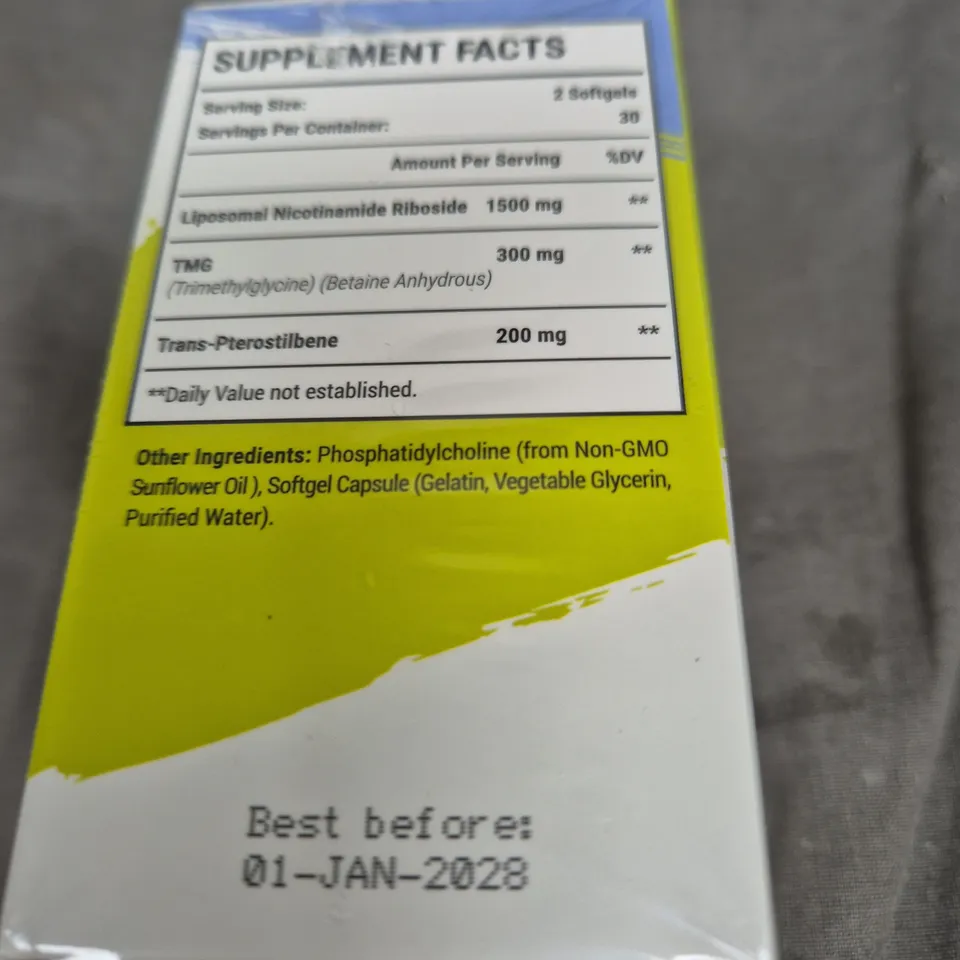 SUPPLEMENT FACTS
Serving Size: 2 Softgels
Servings Per Container: 30
Amount Per Serving %DV
Liposomal Nicotinamide Riboside 1500 mg **
TMG 300 mg **
(Trimethylglycine) (Betaine Anhydrous)
Trans-Pterostilbene 200 mg **
**Daily Value not established.
Other Ingredients: Phosphatidylcholine (from Non-GMO
Sunflower Oil ), Softgel Capsule (Gelatin, Vegetable Glycerin,
Purified Water).
Best before:
01-JAN-2028